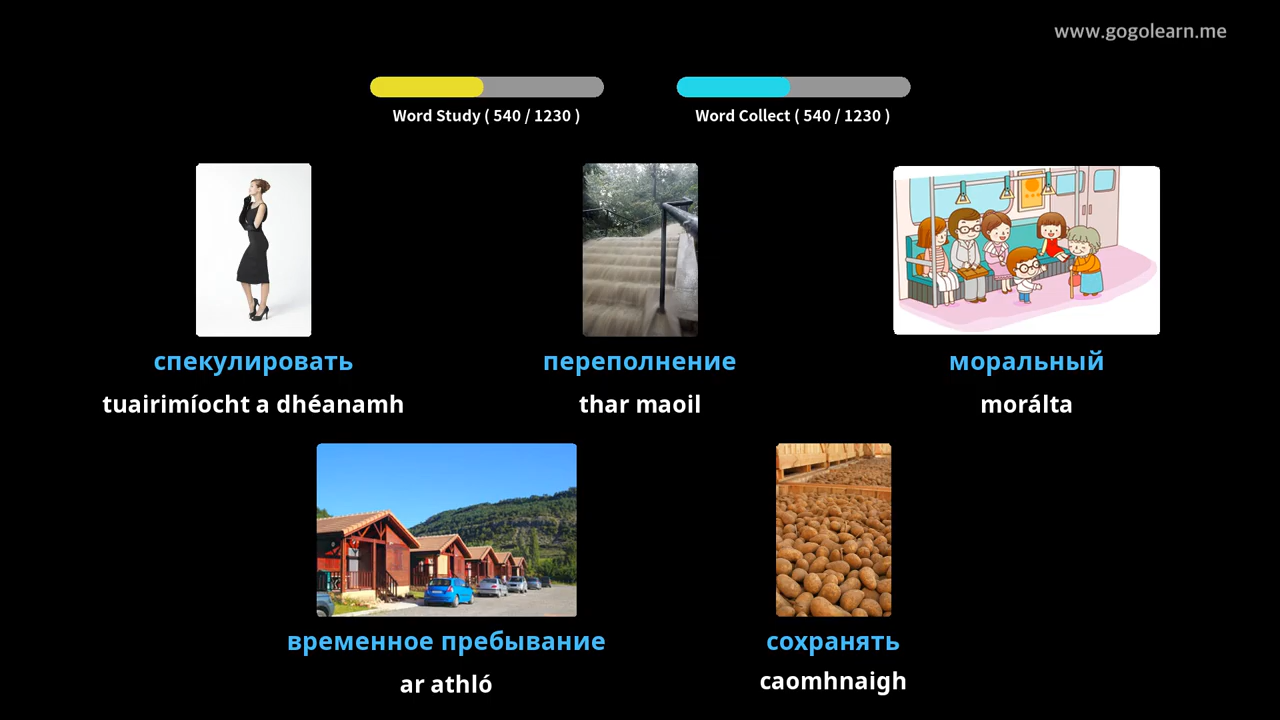 www.gogolearn.me
Word Study ( 540 / 1230 )
Word Collect ( 540 / 1230 )
спекулировать
tuairimíocht a dhéanamh
переполнение
thar maoil
моральный
morálta
временное пребывание
ar athló
сохранять
caomhnaigh